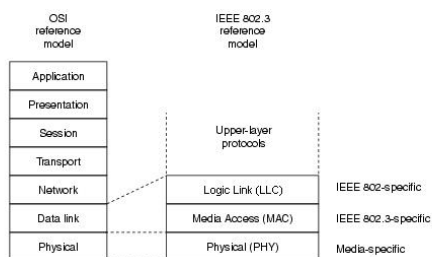 OSI
reference
model
IEEE 802.3
reference
model
Application
Presentation
Session
Transport
Network
Data link
Physical
Upper-layer
protocols
Logic Link (LLC)
Media Access (MAC)
Physical (PHY)
IEEE 802-specific
IEEE 802.3-specific
Media-specific